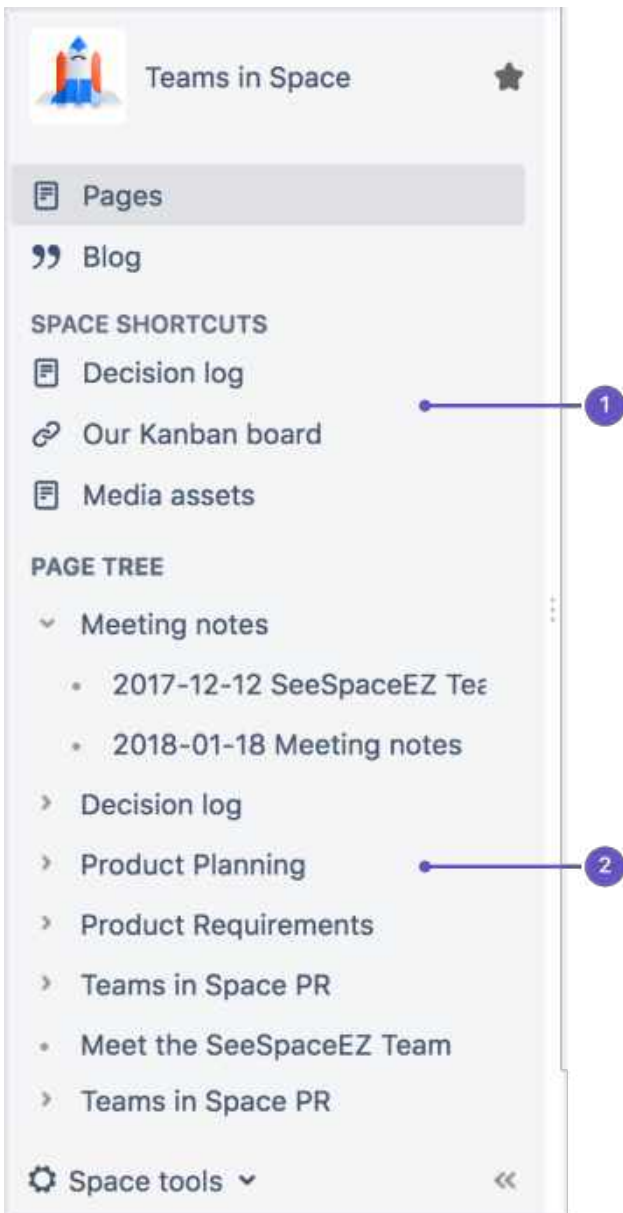 Teams in Space
Pages
Blog
SPACE SHORTCUTS
Decision log
1
Our Kanban board
Media assets
PAGE TREE
Meeting notes
2017-12-12 SeeSpaceEZ
2018-01-18 Meeting notes
Decision log
Product Planning
2
Product Requirements
Teams in Space PR
Meet the SeeSpaceEZ Team
Teams in Space PR
Space tools